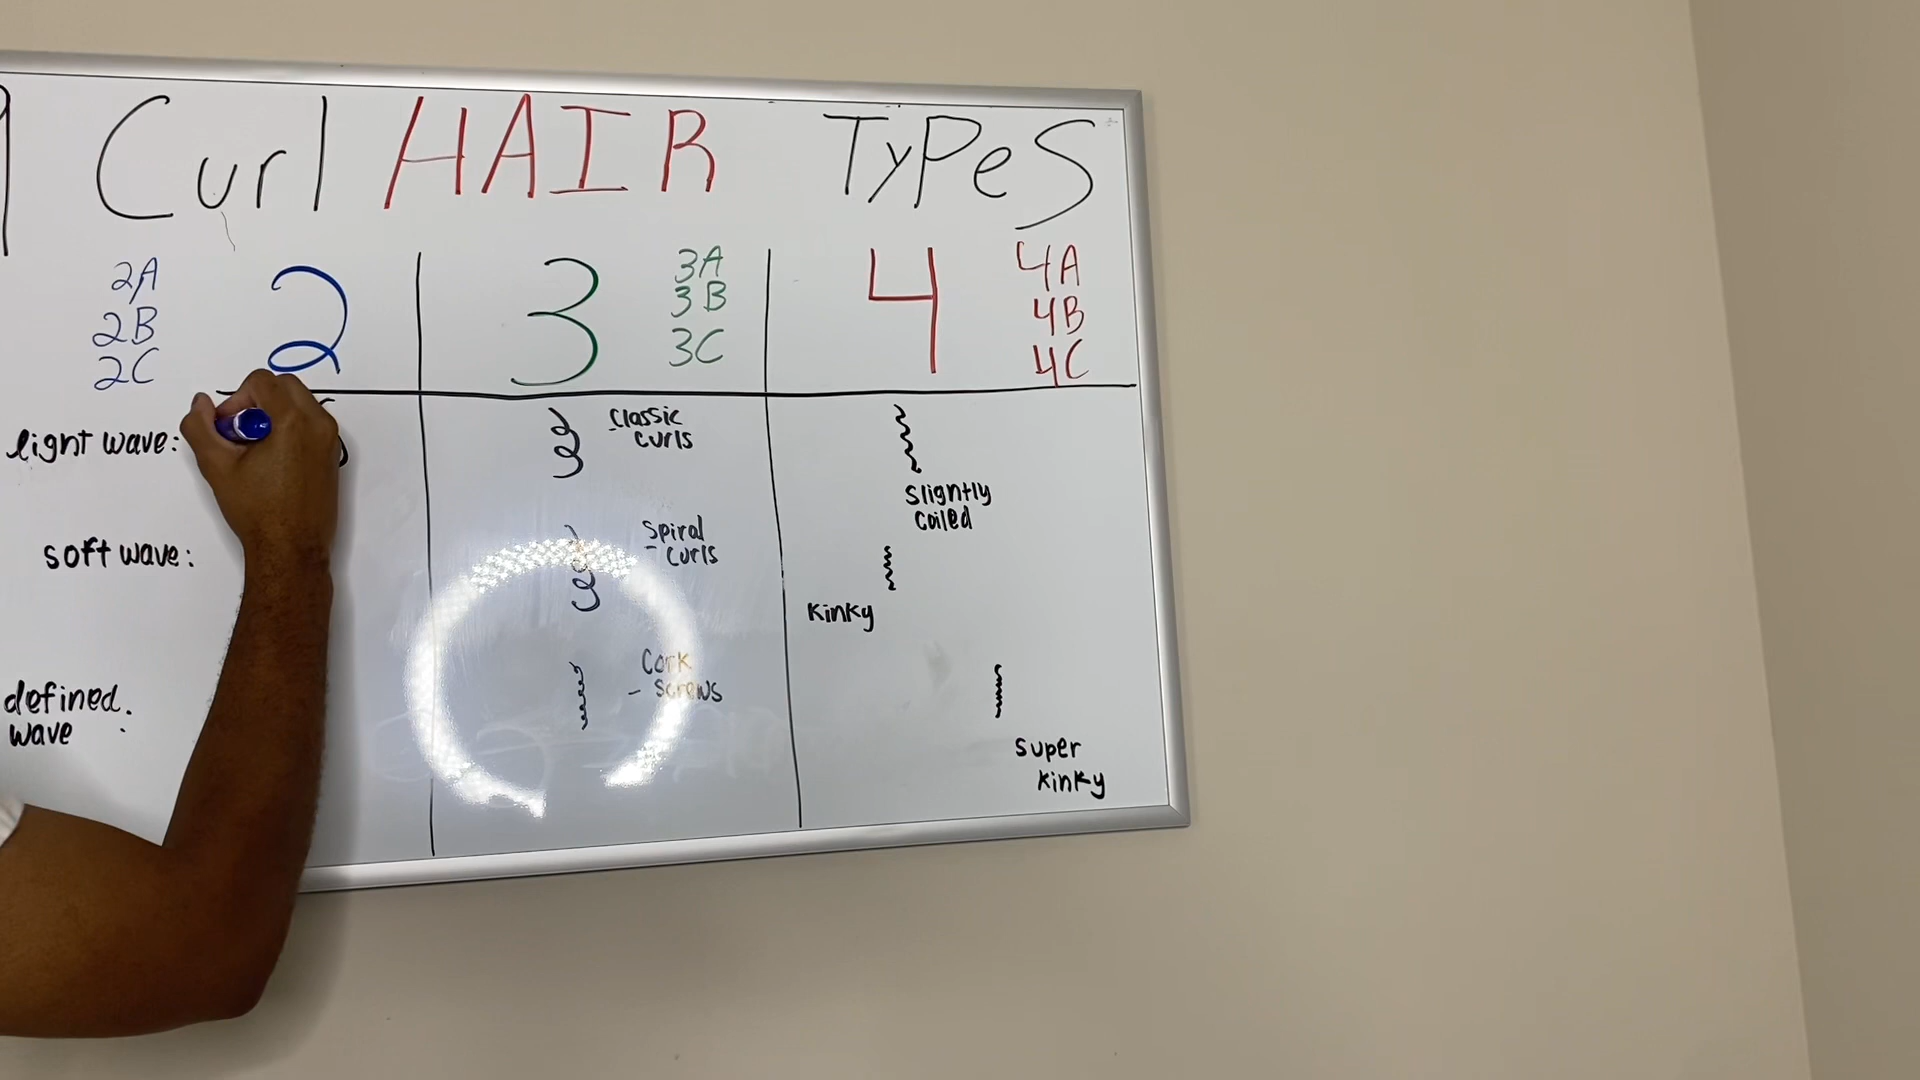 Curl HAIR TyPeS
2A
2B
2C
2
3
3A
3B
3C
4
4A
4B
4C
light wave:
soft wave:
defined.
wave
Classic
curls
Spiral
- curls
Cork
- screws
Slightly
coiled
Kinky
super
kinky